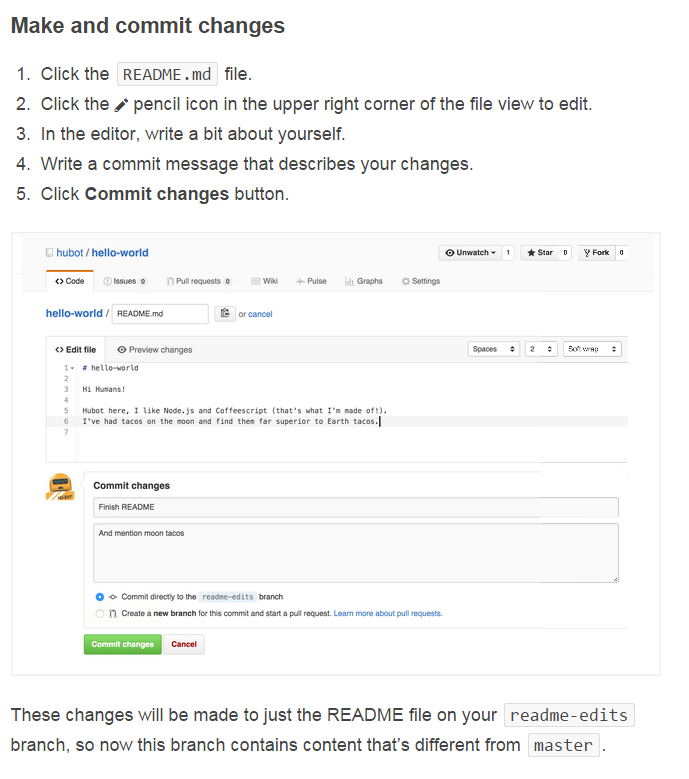 Make and commit changes
1. Click the README.md file.
2. Click the pencil icon in the upper right corner of the file view to edit.
3. In the editor, write a bit about yourself.
4. Write a commit message that describes your changes.
5. Click Commit changes button.
hubot / hello-world
Unwatch 1 Star 0 Fork 0
Code Issues 0 Pull requests 0 Wiki Pulse Graphs Settings
hello-world / README.md or cancel
Edit file Preview changes Spaces 2 Soft wrap
1 # hello-world
2
3 Hi Humans!
4
5 Hubot here, I like Node.js and Coffeescript (that's what I'm made of!).
6 I've had tacos on the moon and find them far superior to Earth tacos.
7
Commit changes
Finish README
And mention moon tacos
Commit directly to the readme-edits branch
Create a new branch for this commit and start a pull request. Learn more about pull requests.
Commit changes Cancel
These changes will be made to just the README file on your readme-edits
branch, so now this branch contains content that's different from master.